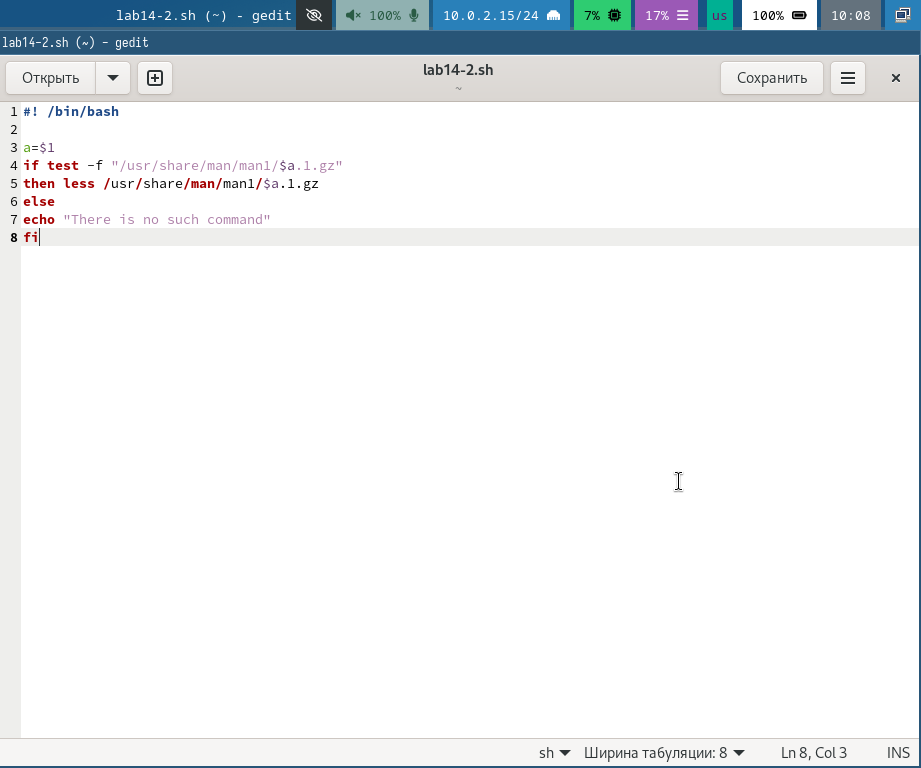 lab14-2.sh (~) - gedit 100% 10.0.2.15/24 7% 17% us 100% 10:08
lab14-2.sh (~) - gedit
Открыть lab14-2.sh Сохранить
~
1 #! /bin/bash
2
3 a=$1
4 if test -f "/usr/share/man/man1/$a.1.gz"
5 then less /usr/share/man/man1/$a.1.gz
6 else
7 echo "There is no such command"
8 fi
sh Ширина табуляции: 8 Ln 8, Col 3 INS